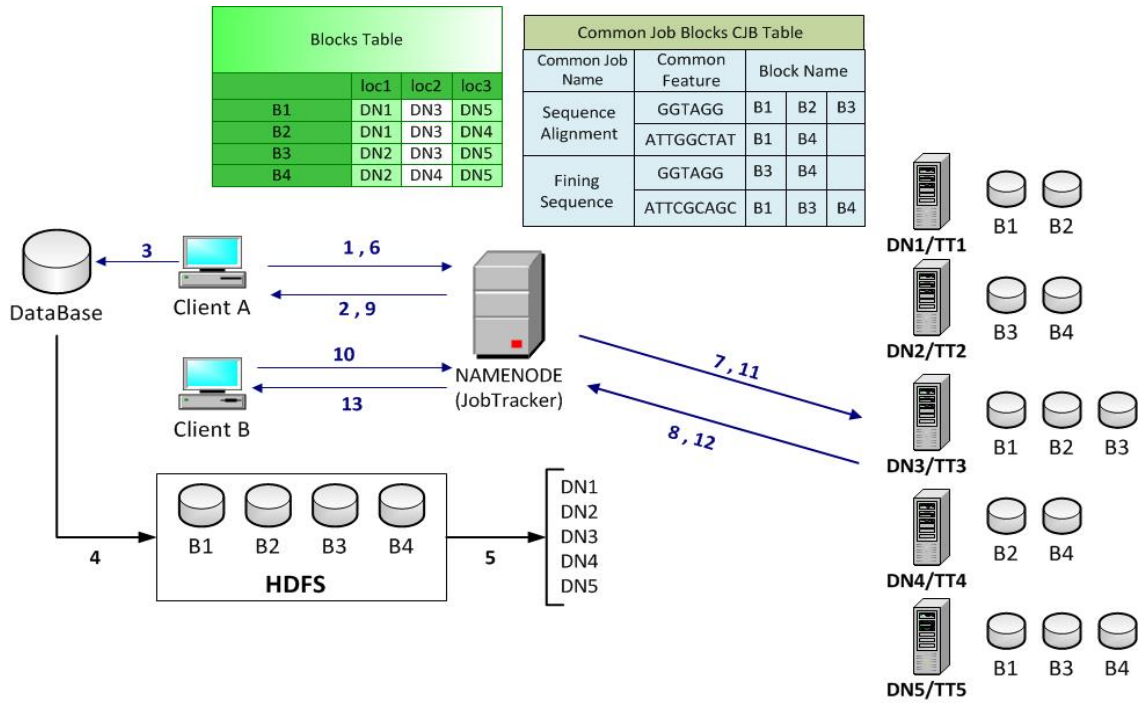 Blocks Table
loc1 loc2 loc3
B1 DN1 DN3 DN5
B2 DN1 DN3 DN4
B3 DN2 DN3 DN5
B4 DN2 DN4 DN5
Common Job Blocks CJB Table
Common Job
Name
Common
Feature
Block Name
Sequence
Alignment
GGTAGG B1 B2 B3
ATTGGCTAT B1 B4
Fining
Sequence
GGTAGG B3 B4
ATTCGCAGC B1 B3 B4
DataBase
3
Client A
1 , 6
2 , 9
Client B
10
13
NAMENODE
(JobTracker)
7 , 11
8 , 12
4
B1 B2 B3 B4
HDFS
5
DN1
DN2
DN3
DN4
DN5
B1 B2
DN1/TT1
B3 B4
DN2/TT2
B1 B2 B3
DN3/TT3
B2 B4
DN4/TT4
B1 B3 B4
DN5/TT5